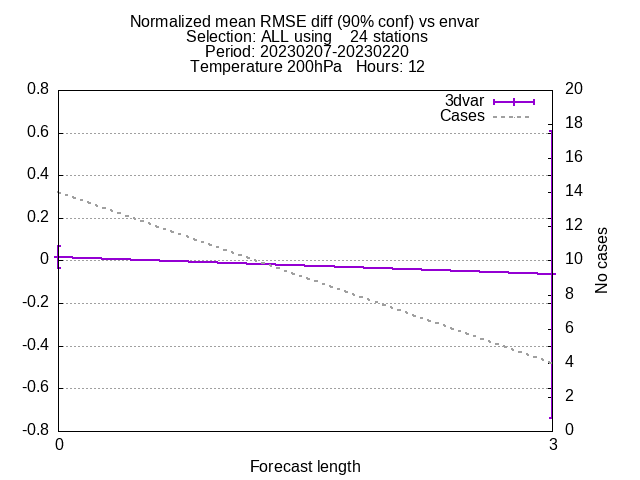 Normalized mean RMSE diff (90% conf) vs envar
Selection: ALL using    24 stations
Period: 20230207-20230220
Temperature 200hPa   Hours: 12
3dvar
Cases
0.8
0.6
0.4
0.2
0
-0.2
-0.4
-0.6
-0.8
20
18
16
14
12
10
8
6
4
2
0
No cases
0
3
Forecast length